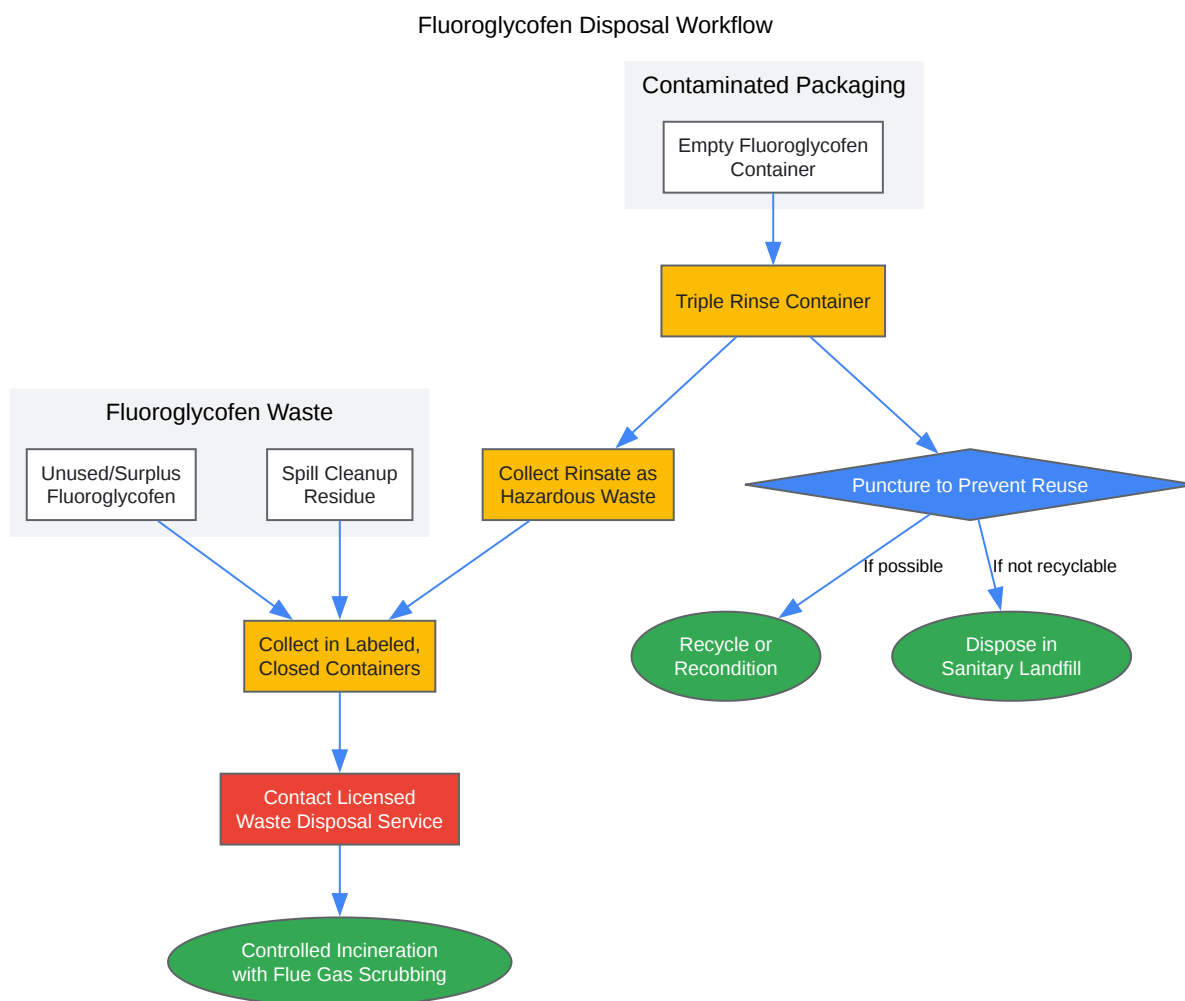 Fluoroglycofen Disposal Workflow
Contaminated Packaging
Empty Fluoroglycofen
Container
Triple Rinse Container
Fluoroglycofen Waste
Unused/Surplus
Fluoroglycofen
Spill Cleanup
Residue
Collect Rinsate as
Hazardous Waste
Puncture to Prevent Reuse
If possible
If not recyclable
Collect in Labeled,
Closed Containers
Recycle or
Recondition
Dispose in
Sanitary Landfill
Contact Licensed
Waste Disposal Service
Controlled Incineration
with Flue Gas Scrubbing